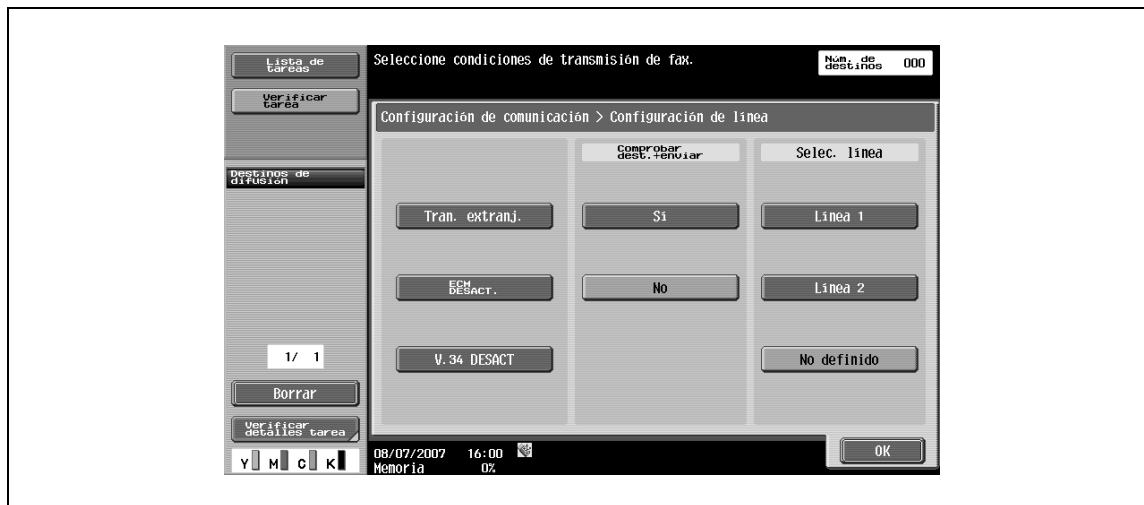 Lista de
tareas
Verificar
tarea
Destinos de
difusión
1/ 1
Borrar
Verificar
detalles tarea
Y M C K
Seleccione condiciones de transmisión de fax.
Núm. de
destinos 000
Configuración de comunicación > Configuración de línea
Comprobar
dest.+enviar
Selec. línea
Tran. extranj.
Sí
Línea 1
ECM
DESACT.
No
Línea 2
V.34 DESACT
No definido
08/07/2007 16:00
Memoria 0%
OK